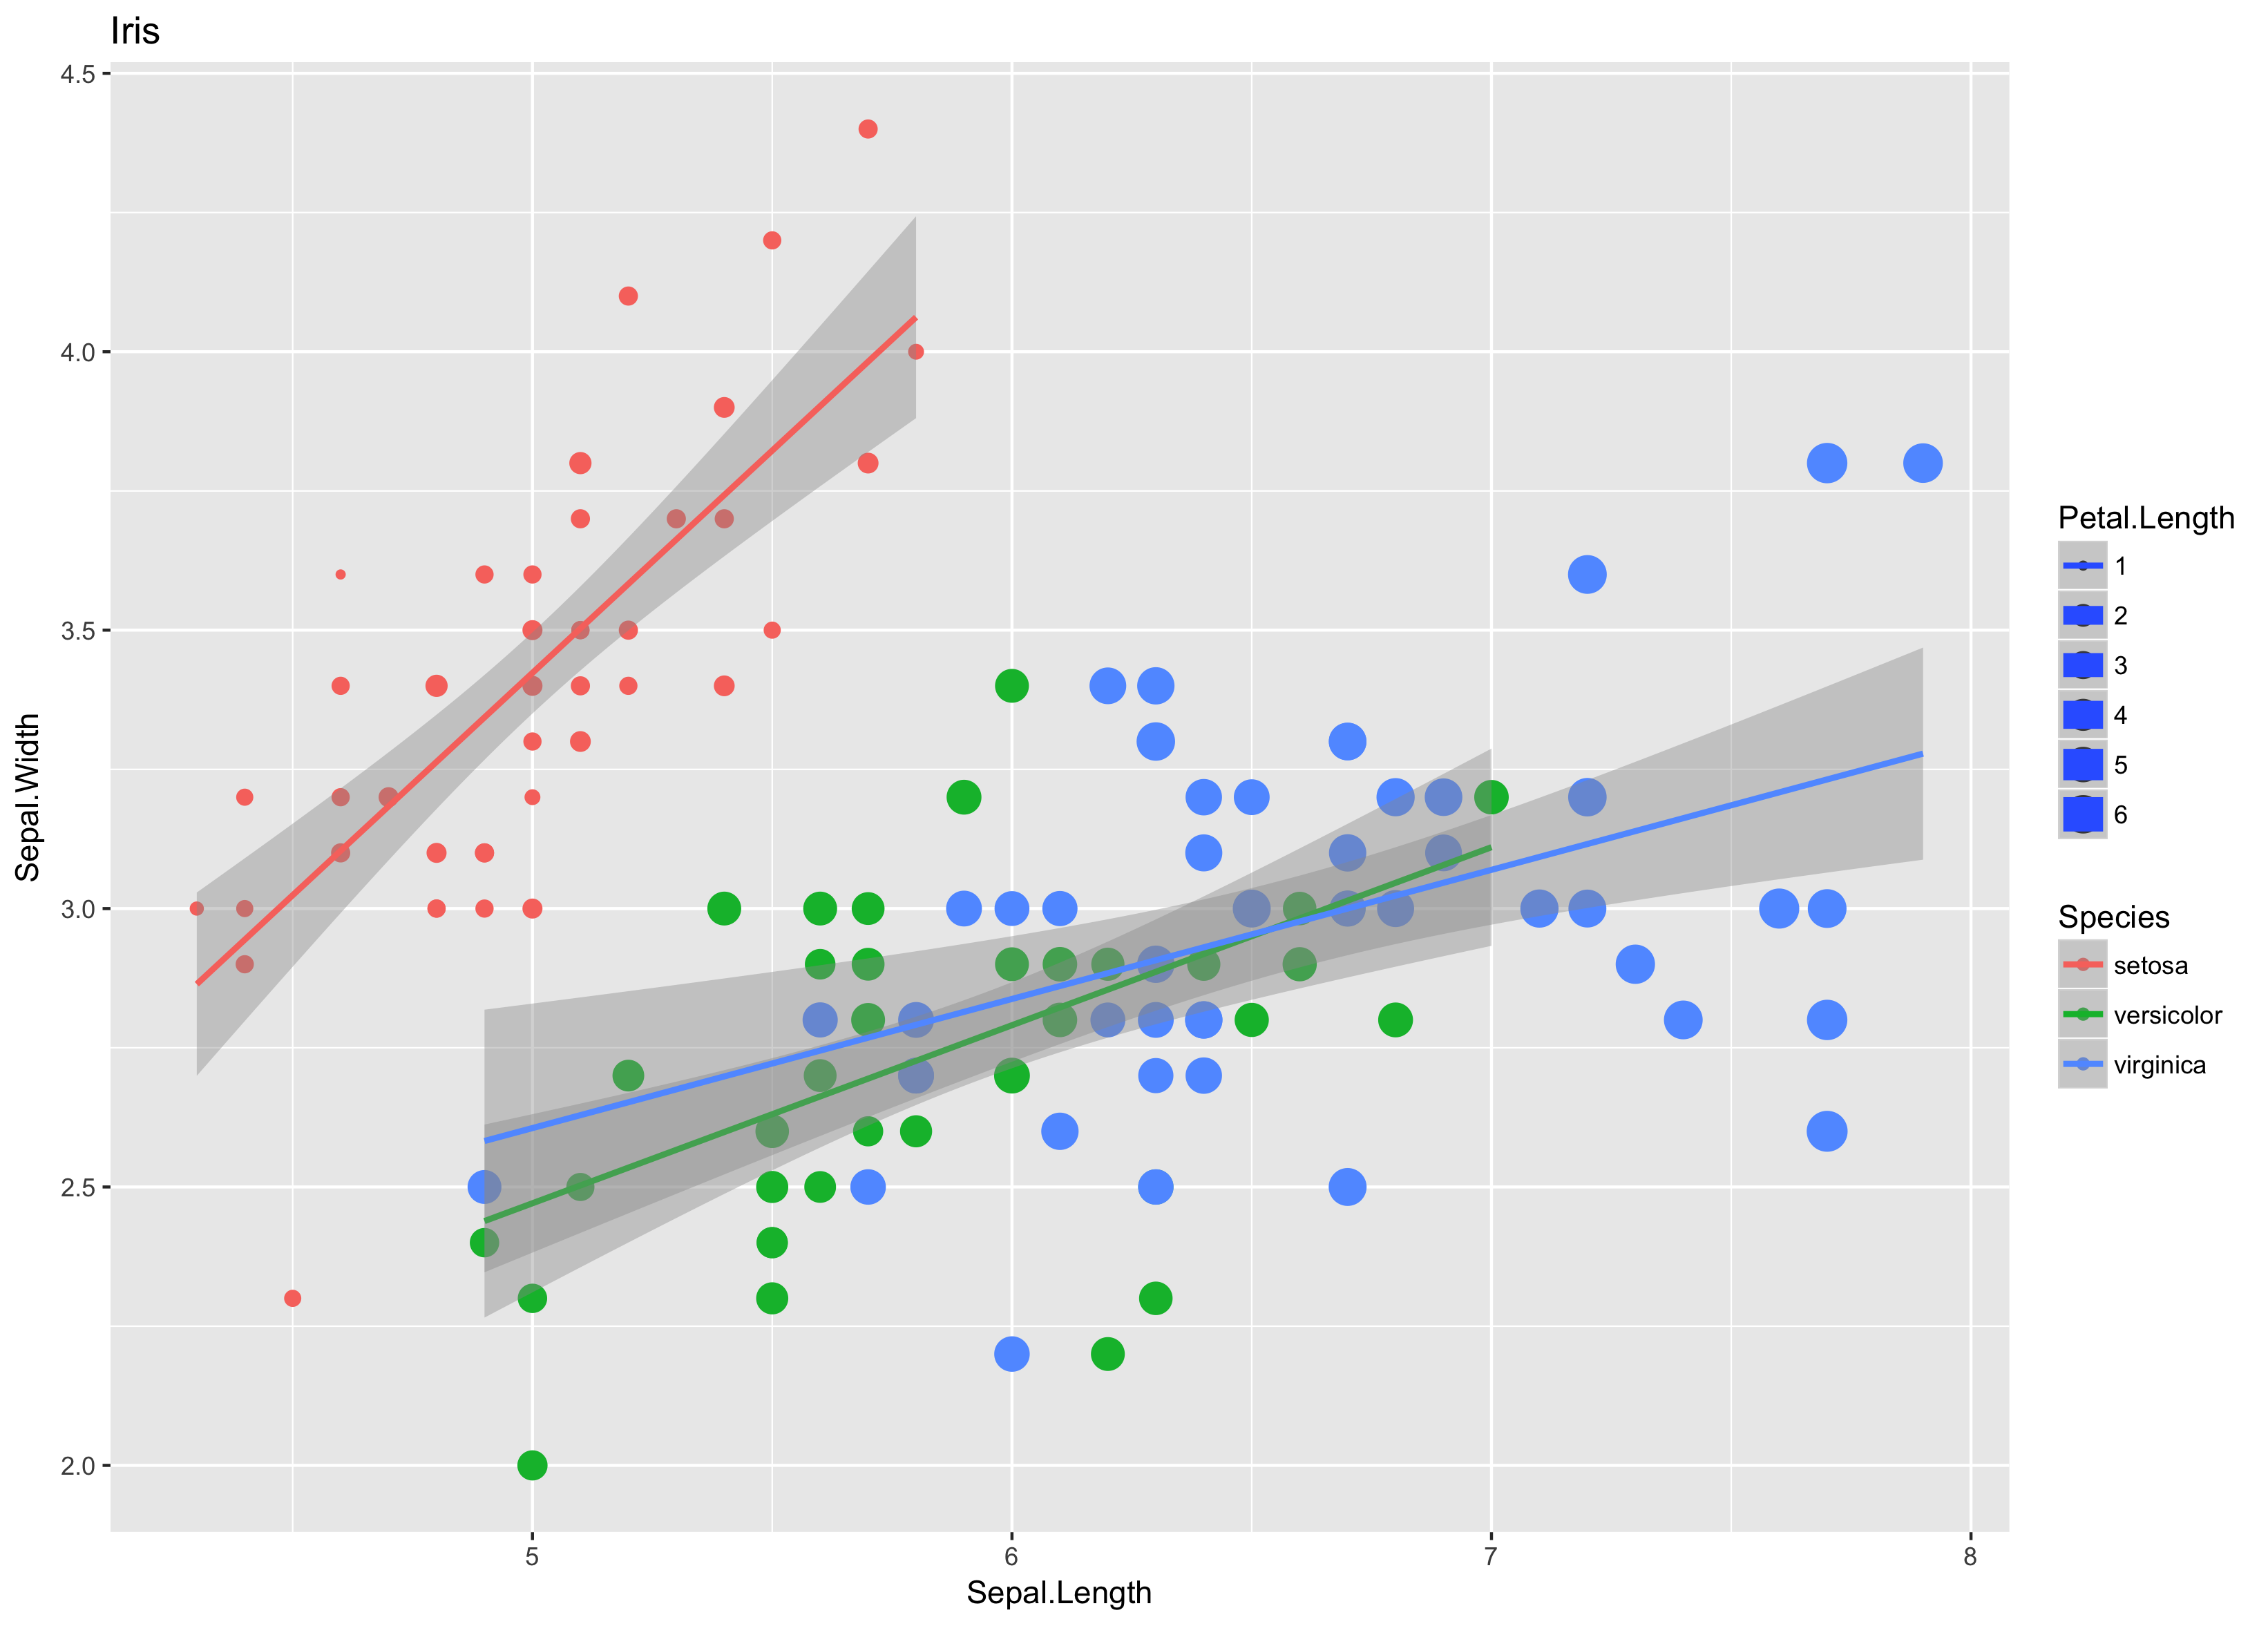 Iris
4.5
4.0
3.5
3.0
2.5
2.0
Sepal.Width
5 6 7 8
Sepal.Length
Petal.Length
1
2
3
4
5
6
Species
setosa
versicolor
virginica